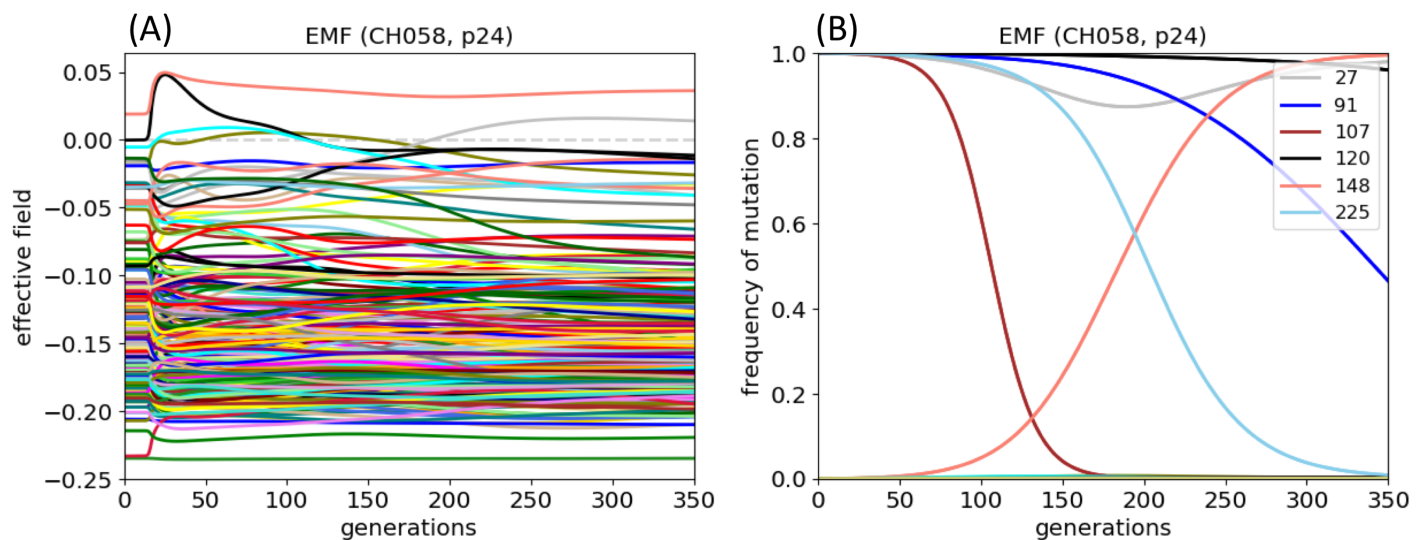 (A)
EMF (CH058, p24)
effective field
0.05
0.00
−0.05
−0.10
−0.15
−0.20
−0.25
0 50 100 150 200 250 300 350
generations
(B)
EMF (CH058, p24)
frequency of mutation
1.0
0.8
0.6
0.4
0.2
0.0
27
91
107
120
148
225
0 50 100 150 200 250 300 350
generations